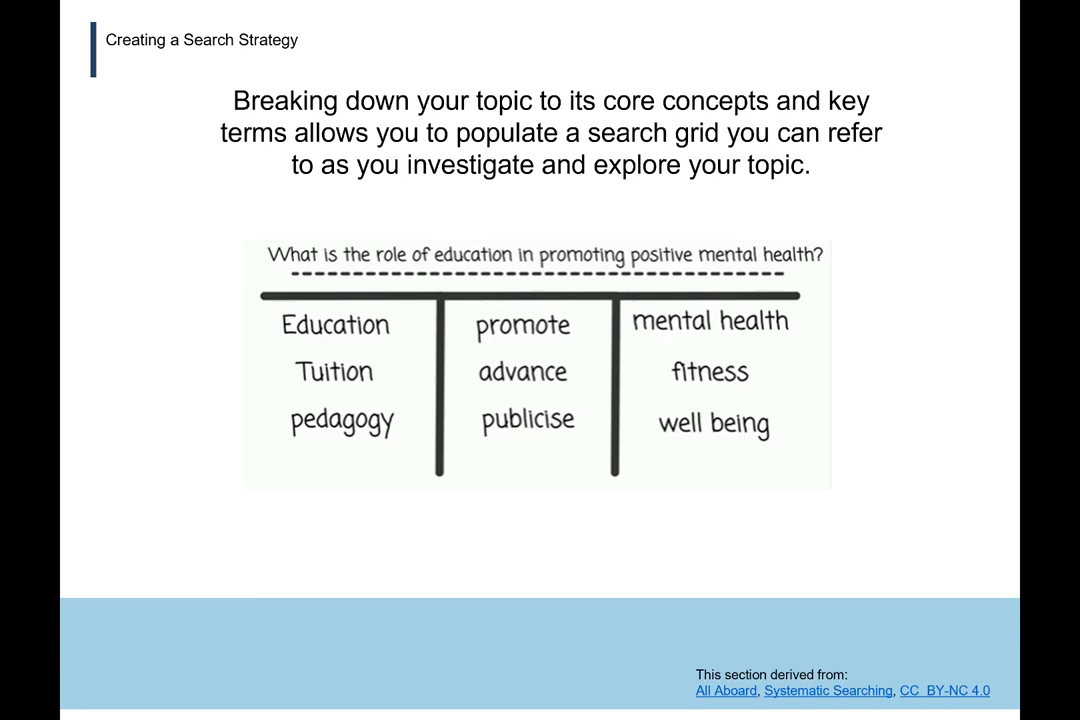 Creating a Search Strategy
Breaking down your topic to its core concepts and key
terms allows you to populate a search grid you can refer
to as you investigate and explore your topic.
What is the role of education in promoting positive mental health?
Education promote mental health
Tuition advance fitness
pedagogy publicise well being
This section derived from:
All Aboard, Systematic Searching, CC BY-NC 4.0